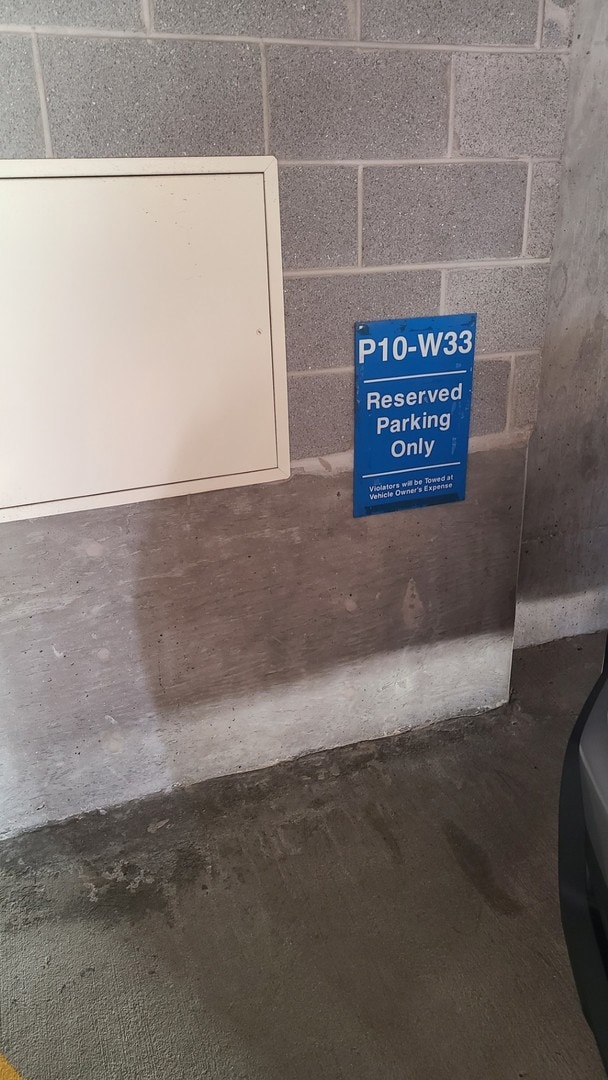 P10-W33
Reserved
Parking
Only
Violators will be Towed at
Vehicle Owner's Expense